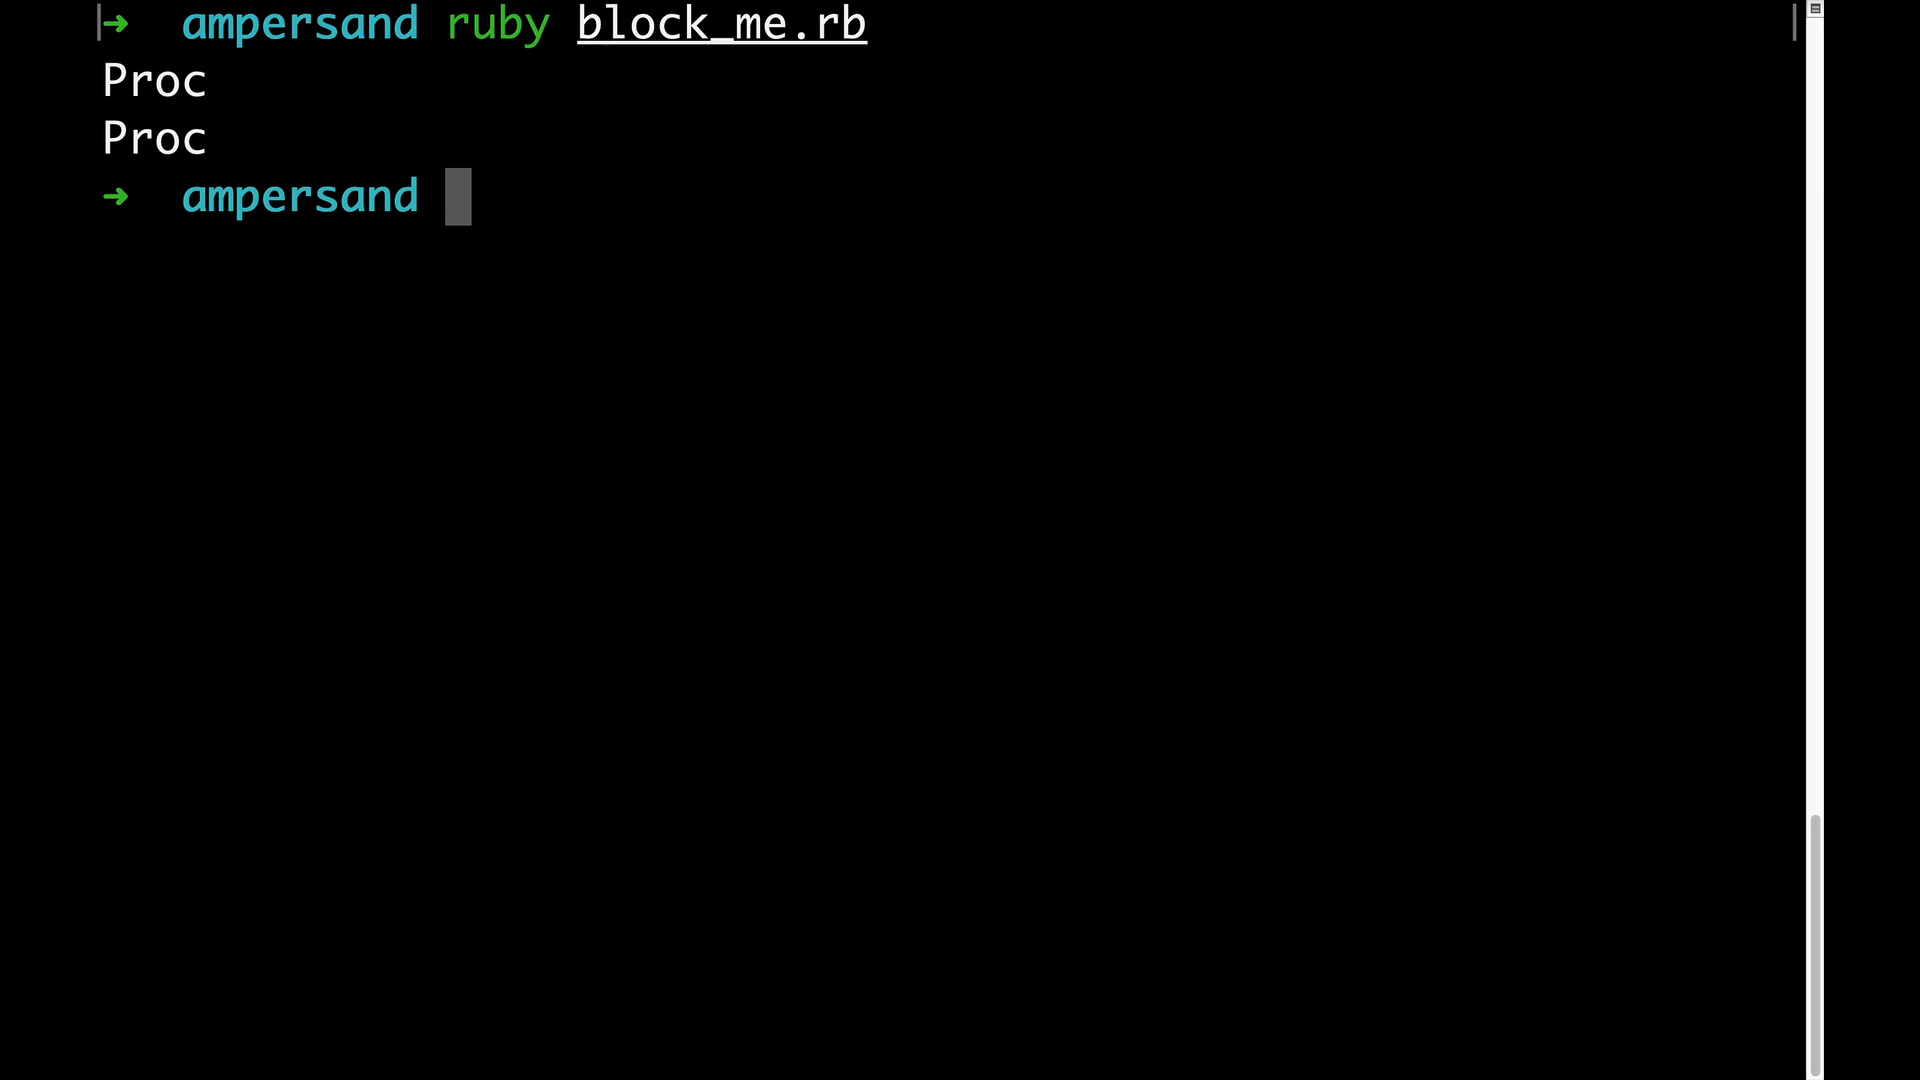 ➜ ampersand ruby block_me.rb
Proc
Proc
➜ ampersand